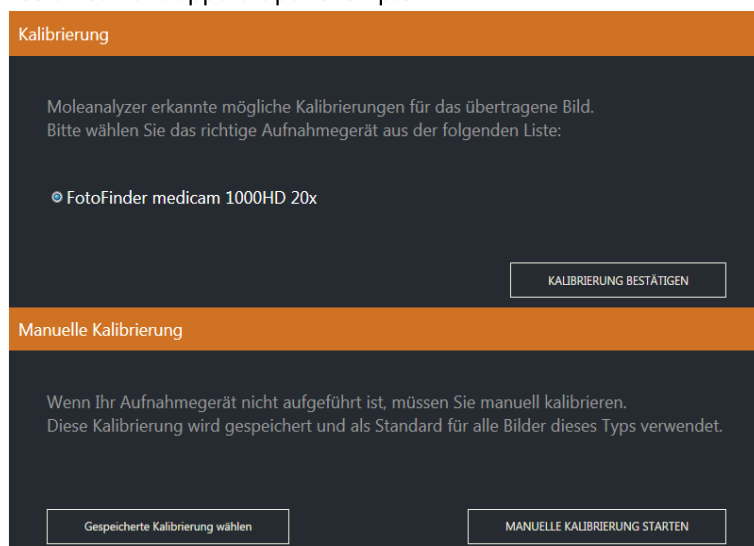 Kalibrierung
Moleanalyzer erkannte mögliche Kalibrierungen für das übertragene Bild.
Bitte wählen Sie das richtige Aufnahmegerät aus der folgenden Liste:
FotoFinder medicam 1000HD 20x
KALIBRIERUNG BESTÄTIGEN
Manuelle Kalibrierung
Wenn Ihr Aufnahmegerät nicht aufgeführt ist, müssen Sie manuell kalibrieren.
Diese Kalibrierung wird gespeichert und als Standard für alle Bilder dieses Typs verwendet.
Gespeicherte Kalibrierung wählen
MANUELLE KALIBRIERUNG STARTEN